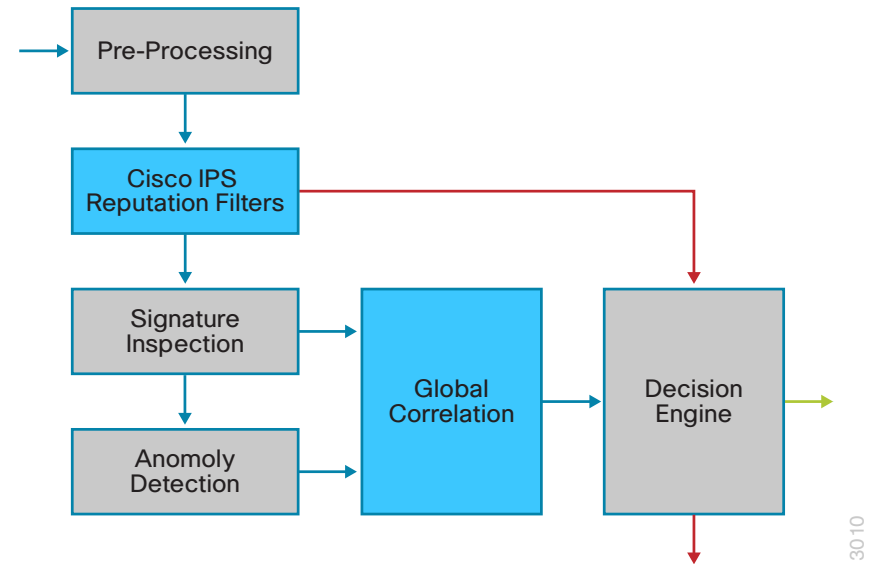 Pre-Processing
Cisco IPS
Reputation Filters
Signature
Inspection
Global
Correlation
Decision
Engine
Anomoly
Detection
3010